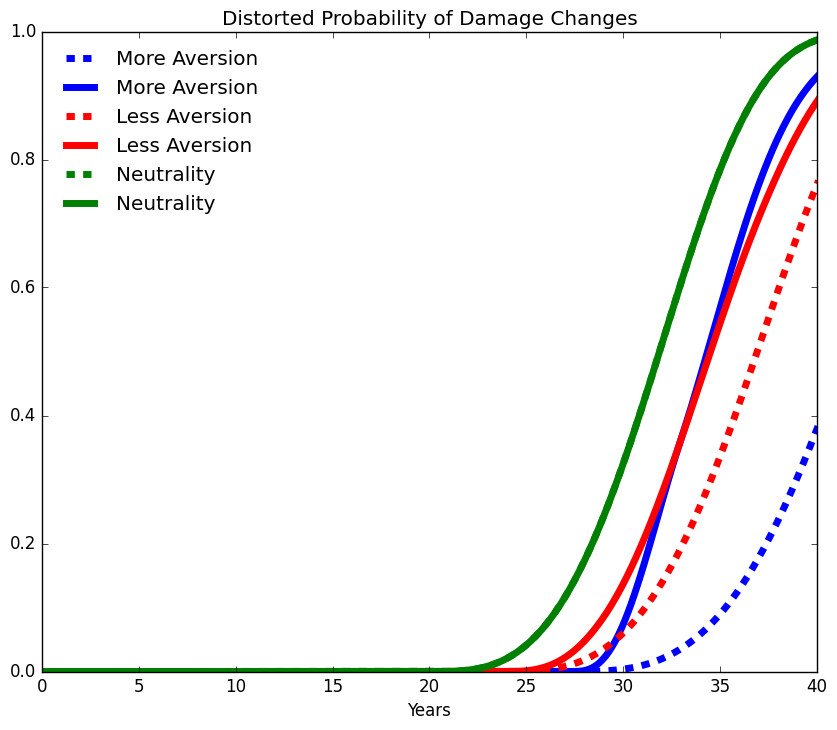 Distorted Probability of Damage Changes
1.0
0.8
0.6
0.4
0.2
0.0
More Aversion
More Aversion
Less Aversion
Less Aversion
Neutrality
Neutrality
0 5 10 15 20 25 30 35 40
Years